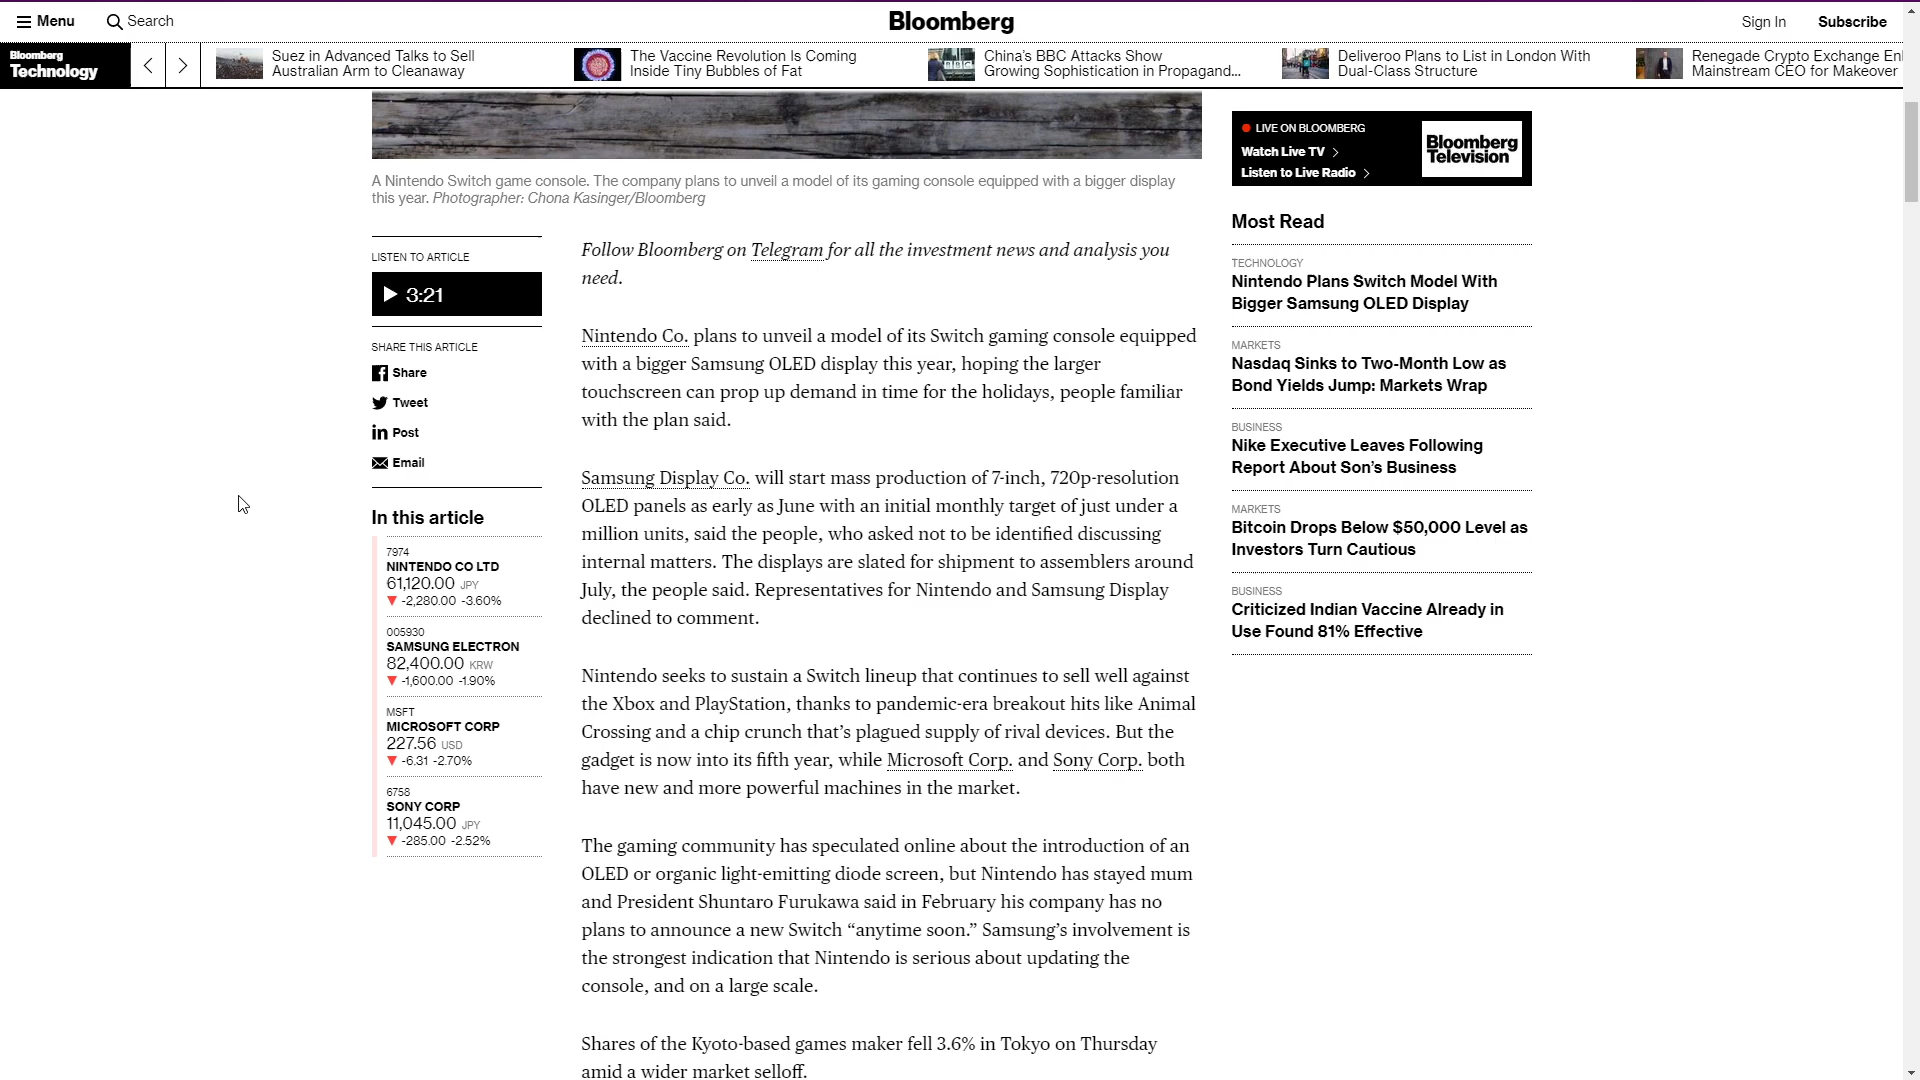 Menu
Search
Bloomberg
Sign In
Subscribe
Bloomberg
Technology
Suez in Advanced Talks to Sell
Australian Arm to Cleanaway
The Vaccine Revolution Is Coming
Inside Tiny Bubbles of Fat
China's BBC Attacks Show
Growing Sophistication in Propagand...
Deliveroo Plans to List in London With
Dual-Class Structure
Renegade Crypto Exchange En
Mainstream CEO for Makeover
A Nintendo Switch game console. The company plans to unveil a model of its gaming console equipped with a bigger display
this year. Photographer: Chona Kasinger/Bloomberg
LISTEN TO ARTICLE
3:21
SHARE THIS ARTICLE
Share
Tweet
Post
Email
In this article
7974
NINTENDO CO LTD
61,120.00 JPY
▼ -2,280.00 -3.60%
005930
SAMSUNG ELECTRON
82,400.00 KRW
▼ -1,600.00 -1.90%
MSFT
MICROSOFT CORP
227.56 USD
▼ -6.31 -2.70%
6758
SONY CORP
11,045.00 JPY
▼ -285.00 -2.52%
Follow Bloomberg on Telegram for all the investment news and analysis you
need.
Nintendo Co. plans to unveil a model of its Switch gaming console equipped
with a bigger Samsung OLED display this year, hoping the larger
touchscreen can prop up demand in time for the holidays, people familiar
with the plan said.
Samsung Display Co. will start mass production of 7-inch, 720p-resolution
OLED panels as early as June with an initial monthly target of just under a
million units, said the people, who asked not to be identified discussing
internal matters. The displays are slated for shipment to assemblers around
July, the people said. Representatives for Nintendo and Samsung Display
declined to comment.
Nintendo seeks to sustain a Switch lineup that continues to sell well against
the Xbox and PlayStation, thanks to pandemic-era breakout hits like Animal
Crossing and a chip crunch that's plagued supply of rival devices. But the
gadget is now into its fifth year, while Microsoft Corp. and Sony Corp. both
have new and more powerful machines in the market.
The gaming community has speculated online about the introduction of an
OLED or organic light-emitting diode screen, but Nintendo has stayed mum
and President Shuntaro Furukawa said in February his company has no
plans to announce a new Switch “anytime soon.” Samsung's involvement is
the strongest indication that Nintendo is serious about updating the
console, and on a large scale.
Shares of the Kyoto-based games maker fell 3.6% in Tokyo on Thursday
amid a wider market selloff.
LIVE ON BLOOMBERG
Watch Live TV
Listen to Live Radio
Bloomberg
Television
Most Read
TECHNOLOGY
Nintendo Plans Switch Model With
Bigger Samsung OLED Display
MARKETS
Nasdaq Sinks to Two-Month Low as
Bond Yields Jump: Markets Wrap
BUSINESS
Nike Executive Leaves Following
Report About Son's Business
MARKETS
Bitcoin Drops Below $50,000 Level as
Investors Turn Cautious
BUSINESS
Criticized Indian Vaccine Already in
Use Found 81% Effective